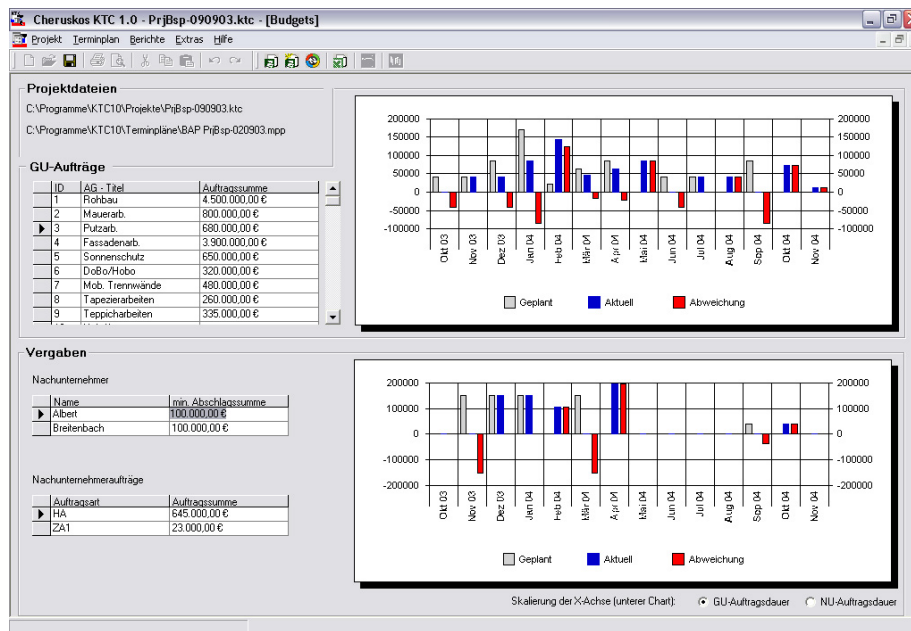 Cheruskos KTC 1.0 - PrjBsp-090903.ktc - [Budgets]
Projekt Terminplan Berichte Extras Hilfe
Projektdateien
C:\Programme\KTC10\Projekte\PrjBsp-090903.ktc
C:\Programme\KTC10\Terminpläne\BAP PrjBsp-020903.mpp
GU-Aufträge
ID AG - Titel Auftragssumme
1 Rohbau 4.500.000,00 €
2 Mauerarb. 800.000,00 €
3 Putzarb. 680.000,00 €
4 Fassadenarb. 3.900.000,00 €
5 Sonnenschutz 650.000,00 €
6 DoBo/Hobo 320.000,00 €
7 Mob. Trennwände 480.000,00 €
8 Tapezierarbeiten 260.000,00 €
9 Teppicharbeiten 335.000,00 €
200000 200000
150000 150000
100000 100000
50000 50000
0 0
-50000 -50000
-100000 -100000
Okt 03 Nov 03 Dez 03 Jan 04 Feb 04 Mär 04 Apr 04 Mai 04 Jun 04 Jul 04 Aug 04 Sep 04 Okt 04 Nov 04
Geplant Aktuell Abweichung
Vergaben
Nachunternehmer
Name min. Abschlagssumme
Albert 100.000,00 €
Breitenbach 100.000,00 €
Nachunternehmeraufträge
Auftragsart Auftragssumme
HA 645.000,00 €
ZA1 23.000,00 €
200000 200000
100000 100000
0 0
-100000 -100000
-200000 -200000
Okt 03 Nov 03 Dez 03 Jan 04 Feb 04 Mär 04 Apr 04 Mai 04 Jun 04 Jul 04 Aug 04 Sep 04 Okt 04 Nov 04
Geplant Aktuell Abweichung
Skalierung der X-Achse (unterer Chart): GU-Auftragsdauer NU-Auftragsdauer